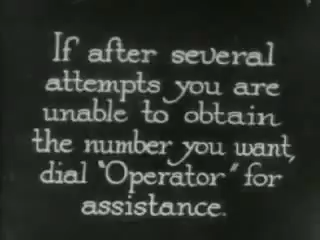 If after several
attempts you are
unable to obtain
the number you want,
dial "Operator" for
assistance.